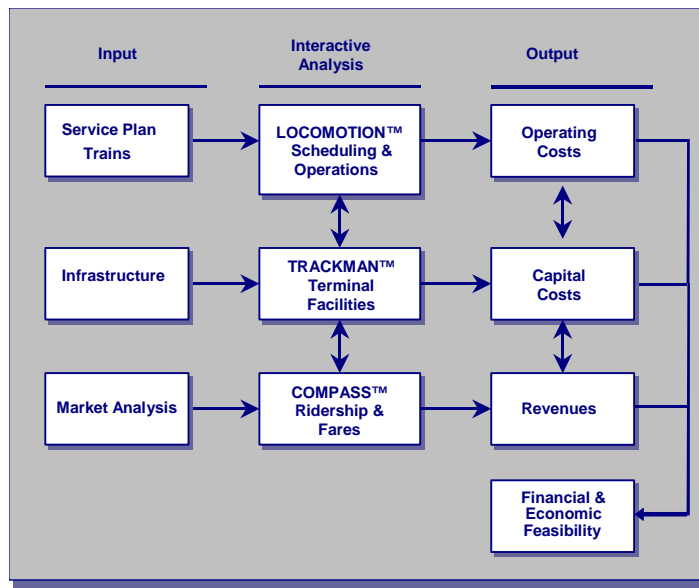 Input
Interactive
Analysis
Output
Service Plan
Trains
LOCOMOTION™
Scheduling &
Operations
Operating
Costs
Infrastructure
TRACKMAN™
Terminal
Facilities
Capital
Costs
Market Analysis
COMPASS™
Ridership &
Fares
Revenues
Financial &
Economic
Feasibility